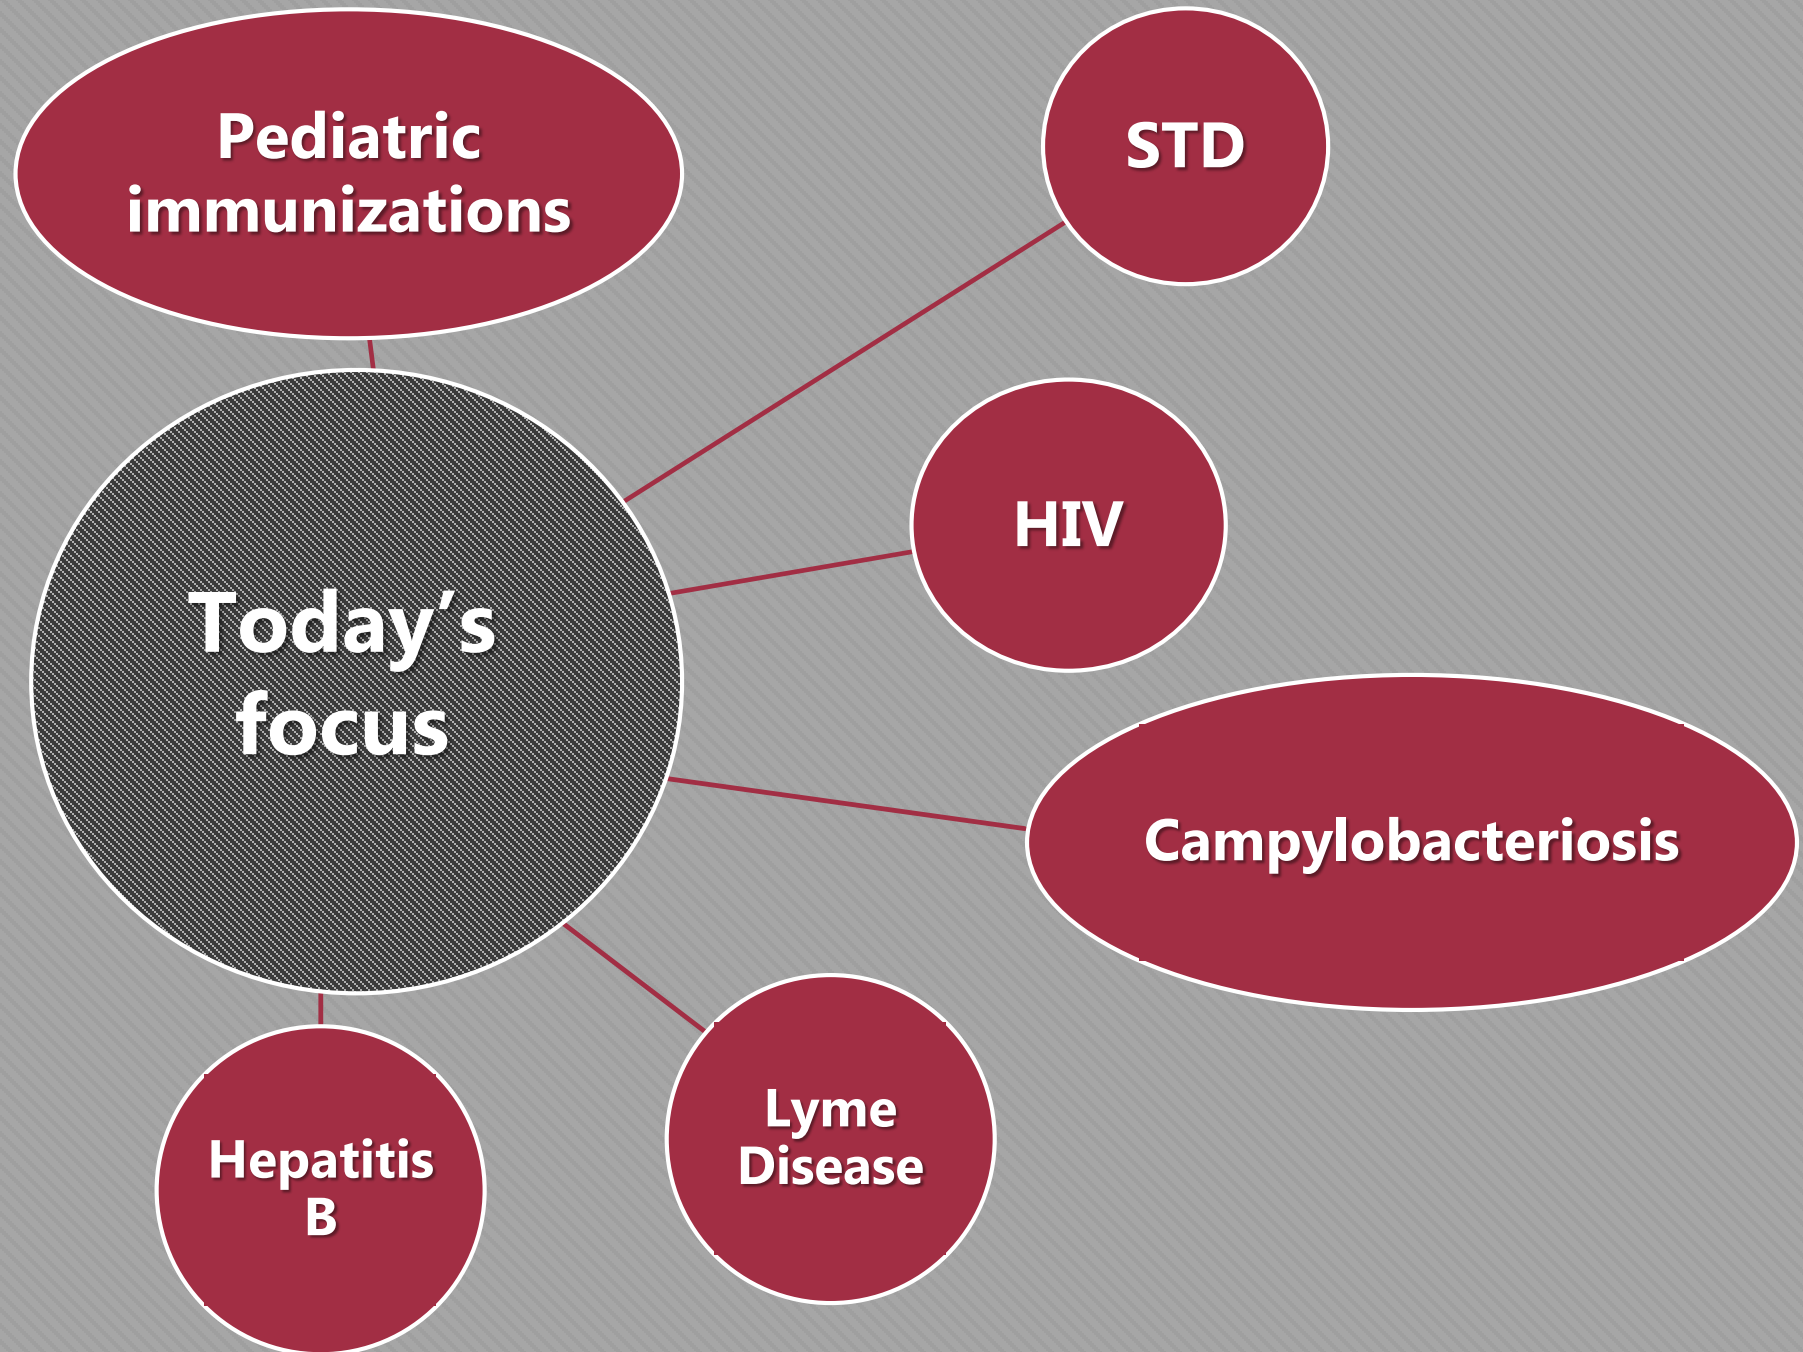 Pediatric
immunizations
STD
HIV
Today’s
focus
Campylobacteriosis
Lyme
Disease
Hepatitis
B